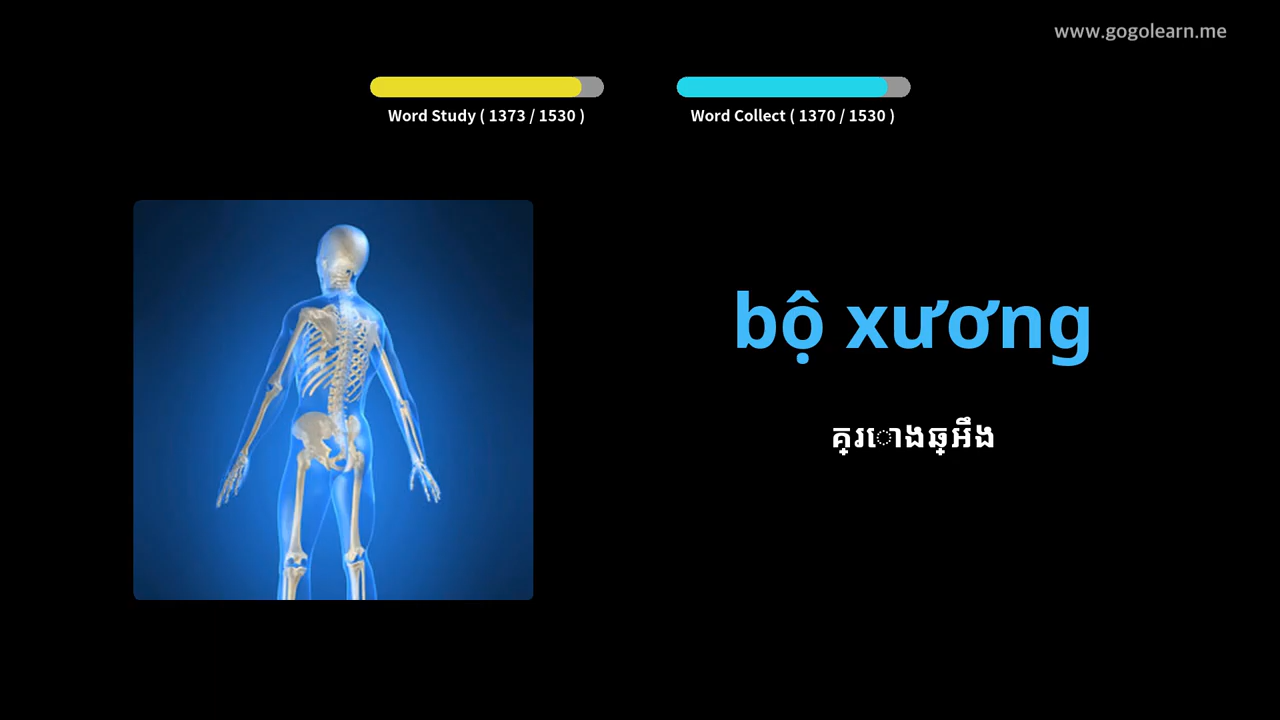 www.gogolearn.me
Word Study ( 1373 / 1530 )
Word Collect ( 1370 / 1530 )
bộ xương
គ្រោងឆ្អឹង